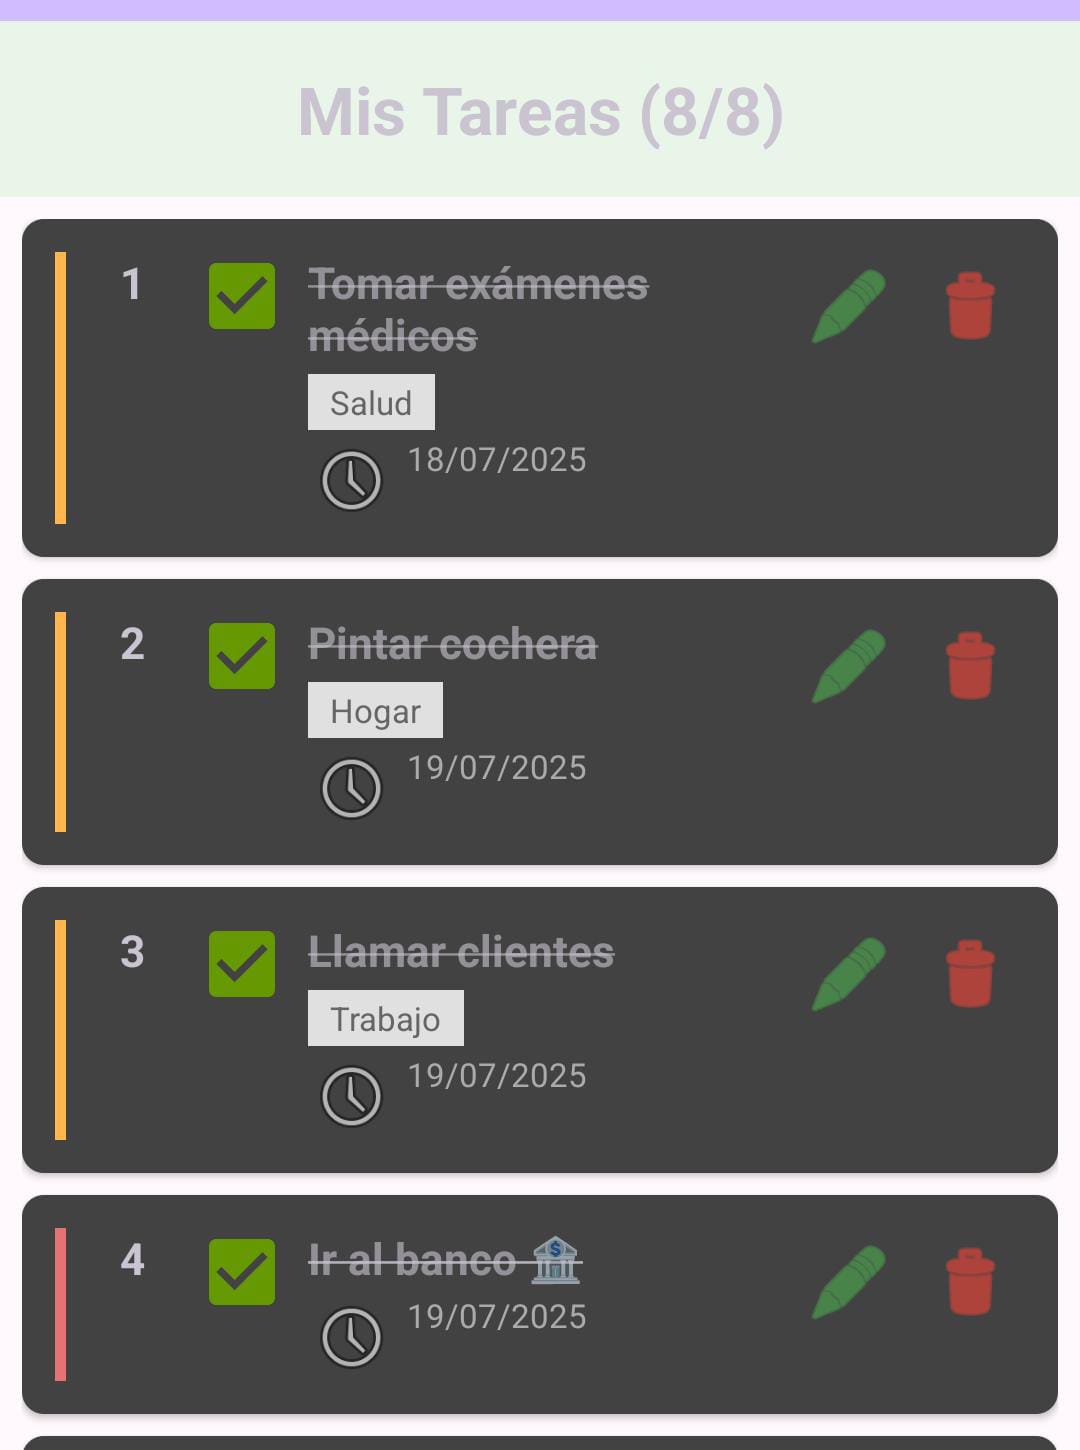 Mis Tareas (8/8)
1
Tomar exámenes
médicos
Salud
18/07/2025
2
Pintar cochera
Hogar
19/07/2025
3
Llamar clientes
Trabajo
19/07/2025
4
Ir al banco 🏦
19/07/2025